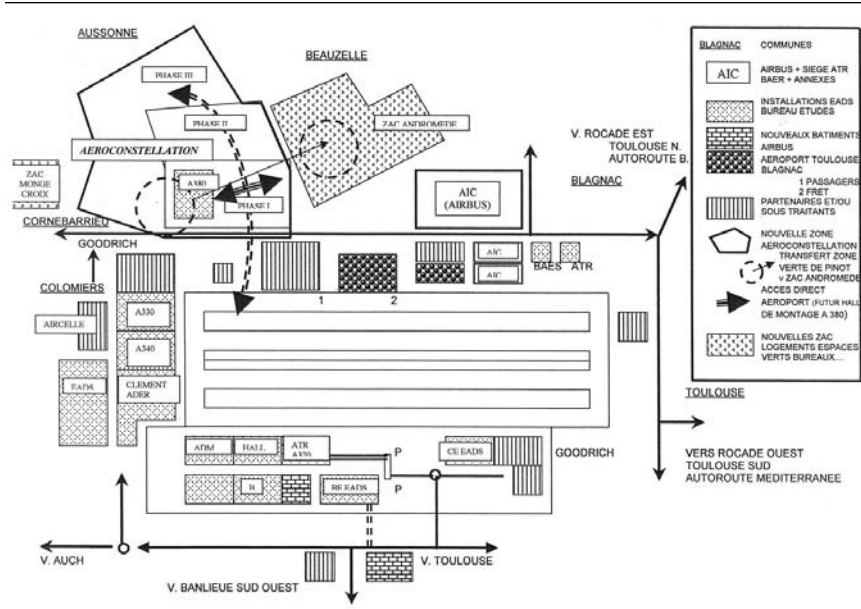 AUSSONNE
BEAUZELLE
PHASE III
PHASE II
ZAC ANDROMEDE
AEROCONSTELLATION
A380
PHASE I
ZAC
MONGE
CROIX
CORNEBARRIEU
V. ROCADE EST
TOULOUSE N.
AUTOROUTE B.
BLAGNAC
AIC
(AIRBUS)
GOODRICH
COLOMIERS
AIC
AIC
BAES ATR
1 2
A330
AIRCELLE
A340
EADS
CLEMENT
ADER
ADM HALL ATR
A320
P
CE EADS
GOODRICH
B
BE EADS
P
V. AUCH
V. TOULOUSE
V. BANLIEUE SUD OUEST
TOULOUSE
VERS ROCADE OUEST
TOULOUSE SUD
AUTOROUTE MEDITERRANEE
BLAGNAC COMMUNES
AIC
AIRBUS + SIEGE ATR
BAER + ANNEXES
INSTALLATIONS EADS
BUREAU ETUDES
NOUVEAUX BATIMENTS
AIRBUS
AEROPORT TOULOUSE
BLAGNAC
1 PASSAGERS
2 FRET
PARTENAIRES ET/OU
SOUS TRAITANTS
NOUVELLE ZONE
AEROCONSTELLATION
TRANSFERT ZONE
VERTE DE PINOT
v ZAC ANDROMEDE
ACCES DIRECT
AEROPORT (FUTUR HALL
DE MONTAGE A 380)
NOUVELLES ZAC
LOGEMENTS ESPACES
VERTS BUREAUX...